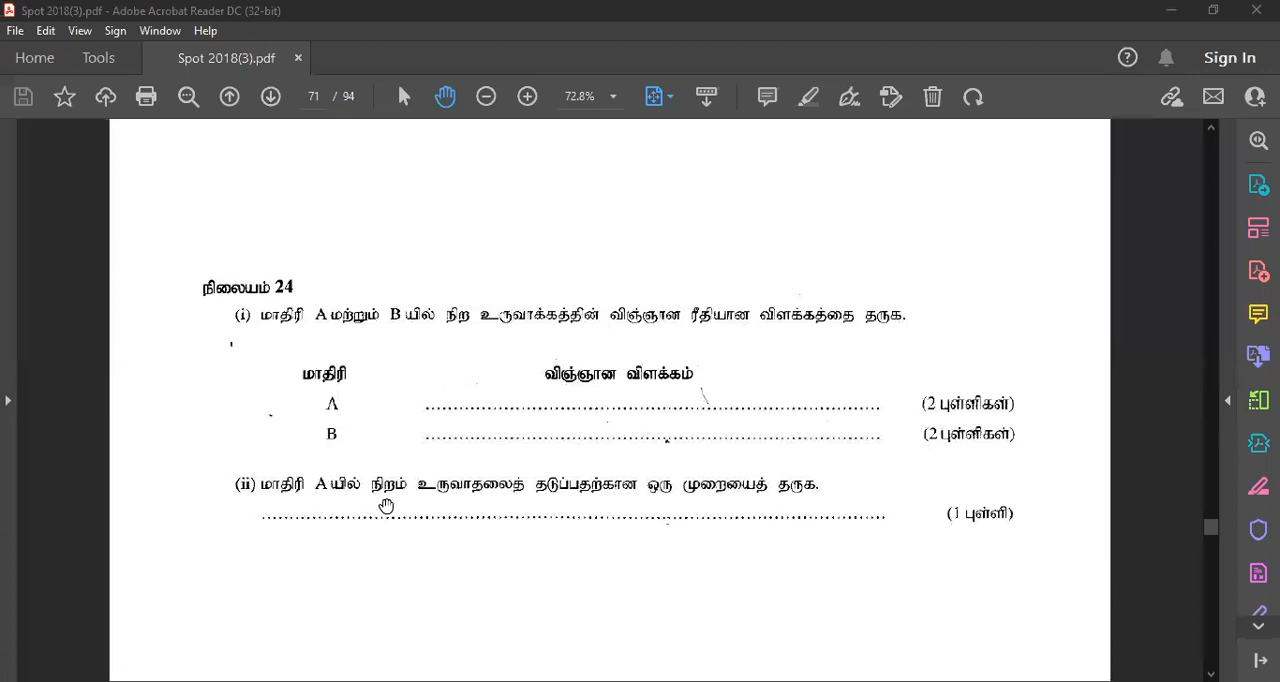 Spot 2018(3).pdf - Adobe Acrobat Reader DC (32-bit)
File Edit View Sign Window Help
Home Tools Spot 2018(3).pdf × Sign In
71 / 94 72.8%
நிலையம் 24
(i) மாதிரி A மற்றும் B யில் நிற உருவாக்கத்தின் விஞ்ஞான ரீதியான விளக்கத்தை தருக.
மாதிரி விஞ்ஞான விளக்கம்
A ........................................................................................ (2 புள்ளிகள்)
B ........................................................................................ (2 புள்ளிகள்)
(ii) மாதிரி A யில் நிறம் உருவாதலைத் தடுப்பதற்கான ஒரு முறையைத் தருக.
........................................................................................................................ (1 புள்ளி)